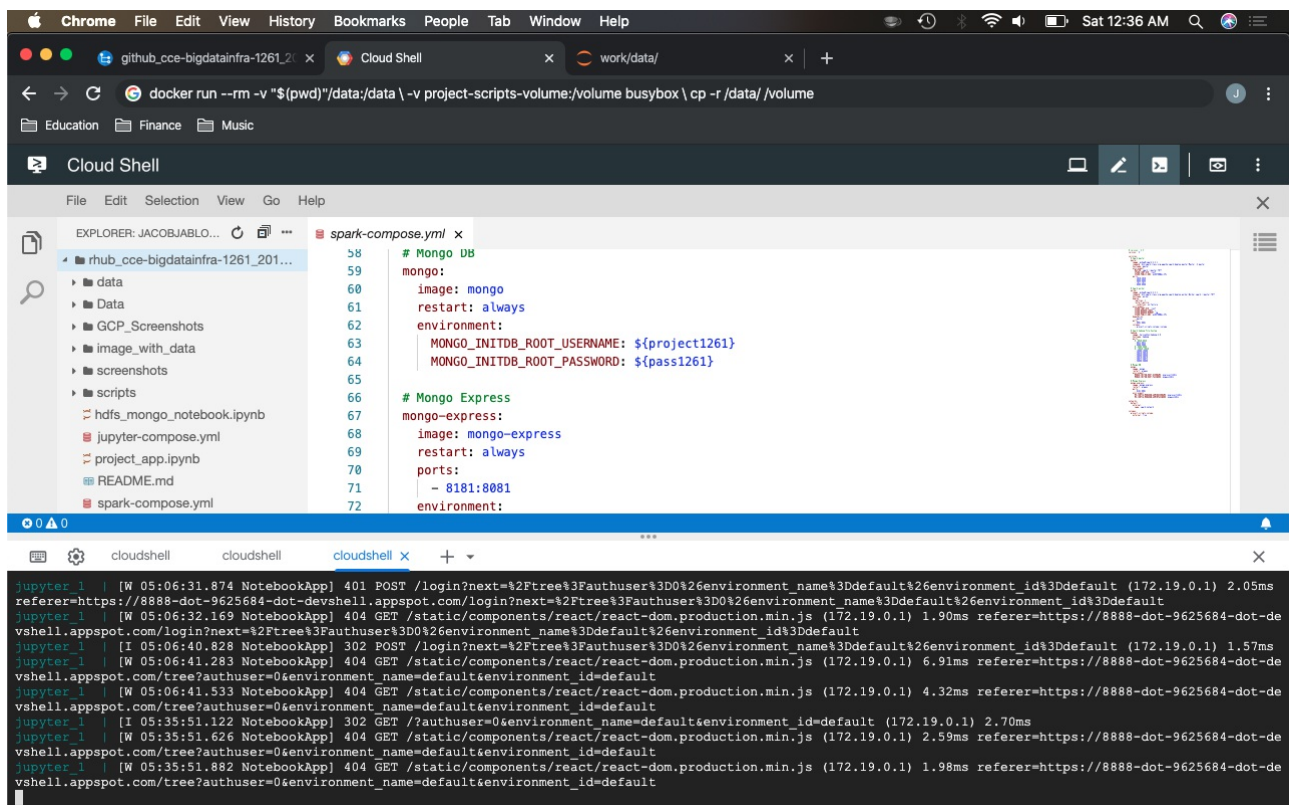 Chrome File Edit View History Bookmarks People Tab Window Help Sat 12:36 AM
github_cce-bigdatainfra-1261_20 Cloud Shell work/data/
docker run --rm -v "$(pwd)"/data:/data \ -v project-scripts-volume:/volume busybox \ cp -r /data/ /volume J
Education Finance Music
Cloud Shell
File Edit Selection View Go Help
EXPLORER: JACOBJABLO... spark-compose.yml
rhub_cce-bigdatainfra-1261_201...
data
Data
GCP_Screenshots
image_with_data
screenshots
scripts
hdfs_mongo_notebook.ipynb
jupyter-compose.yml
project_app.ipynb
README.md
spark-compose.yml
58 # Mongo DB
59 mongo:
60 image: mongo
61 restart: always
62 environment:
63 MONGO_INITDB_ROOT_USERNAME: ${project1261}
64 MONGO_INITDB_ROOT_PASSWORD: ${pass1261}
65
66 # Mongo Express
67 mongo-express:
68 image: mongo-express
69 restart: always
70 ports:
71 - 8181:8081
72 environment:
0 0
cloudshell cloudshell cloudshell
jupyter_1 | [W 05:06:31.874 NotebookApp] 401 POST /login?next=%2Ftree%3Fauthuser%3D0%26environment_name%3Ddefault%26environment_id%3Ddefault (172.19.0.1) 2.05ms
referer=https://8888-dot-9625684-dot-devshell.appspot.com/login?next=%2Ftree%3Fauthuser%3D0%26environment_name%3Ddefault%26environment_id%3Ddefault
jupyter_1 | [W 05:06:32.169 NotebookApp] 404 GET /static/components/react/react-dom.production.min.js (172.19.0.1) 1.90ms referer=https://8888-dot-9625684-dot-de
vshell.appspot.com/login?next=%2Ftree%3Fauthuser%3D0%26environment_name%3Ddefault%26environment_id%3Ddefault
jupyter_1 | [I 05:06:40.828 NotebookApp] 302 POST /login?next=%2Ftree%3Fauthuser%3D0%26environment_name%3Ddefault%26environment_id%3Ddefault (172.19.0.1) 1.57ms
jupyter_1 | [W 05:06:41.283 NotebookApp] 404 GET /static/components/react/react-dom.production.min.js (172.19.0.1) 6.91ms referer=https://8888-dot-9625684-dot-de
vshell.appspot.com/tree?authuser=0&environment_name=default&environment_id=default
jupyter_1 | [W 05:06:41.533 NotebookApp] 404 GET /static/components/react/react-dom.production.min.js (172.19.0.1) 4.32ms referer=https://8888-dot-9625684-dot-de
vshell.appspot.com/tree?authuser=0&environment_name=default&environment_id=default
jupyter_1 | [I 05:35:51.122 NotebookApp] 302 GET /?authuser=0&environment_name=default&environment_id=default (172.19.0.1) 2.70ms
jupyter_1 | [W 05:35:51.626 NotebookApp] 404 GET /static/components/react/react-dom.production.min.js (172.19.0.1) 2.59ms referer=https://8888-dot-9625684-dot-de
vshell.appspot.com/tree?authuser=0&environment_name=default&environment_id=default
jupyter_1 | [W 05:35:51.882 NotebookApp] 404 GET /static/components/react/react-dom.production.min.js (172.19.0.1) 1.98ms referer=https://8888-dot-9625684-dot-de
vshell.appspot.com/tree?authuser=0&environment_name=default&environment_id=default